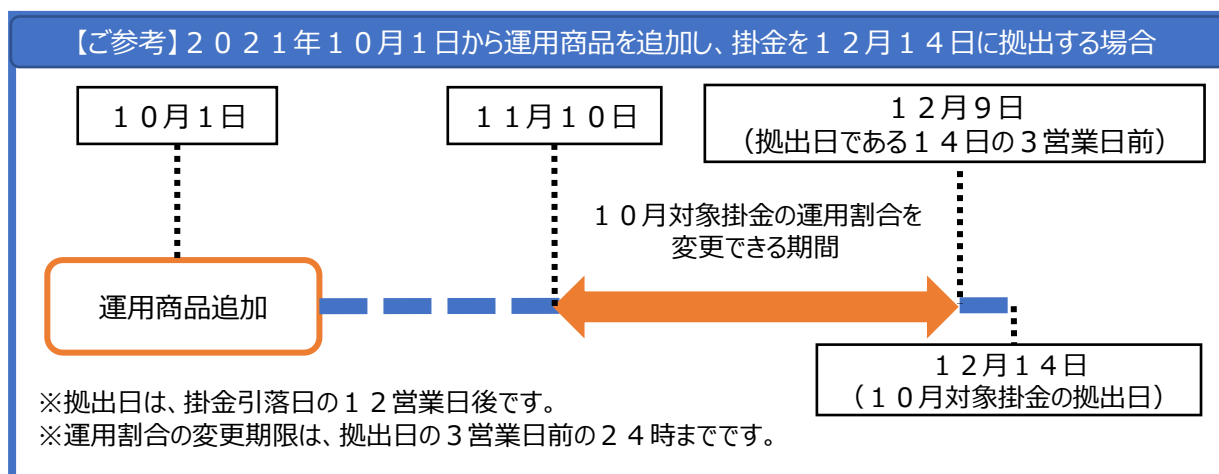 【ご参考】２０２１年１０月１日から運用商品を追加し、掛金を１２月１４日に拠出する場合
１０月１日
１１月１０日
１２月９日
（拠出日である１４日の３営業日前）
１０月対象掛金の運用割合を
変更できる期間
運用商品追加
１２月１４日
（１０月対象掛金の拠出日）
※拠出日は、掛金引落日の１２営業日後です。
※運用割合の変更期限は、拠出日の３営業日前の２４時までです。